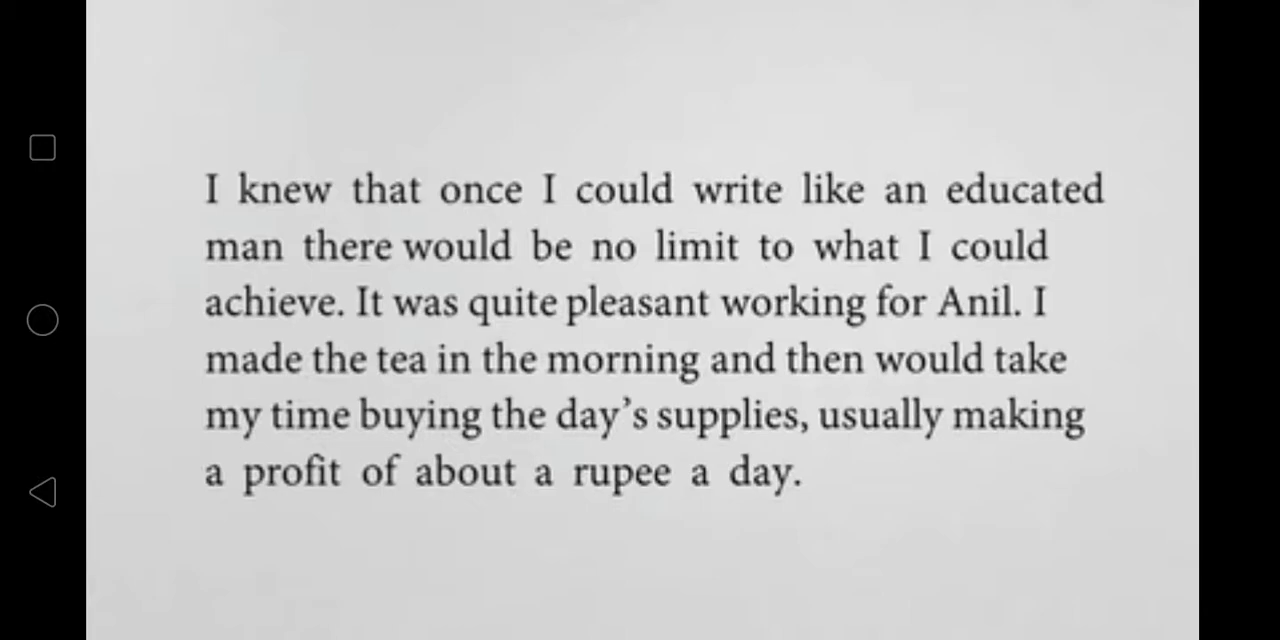 I knew that once I could write like an educated
man there would be no limit to what I could
achieve. It was quite pleasant working for Anil. I
made the tea in the morning and then would take
my time buying the day’s supplies, usually making
a profit of about a rupee a day.